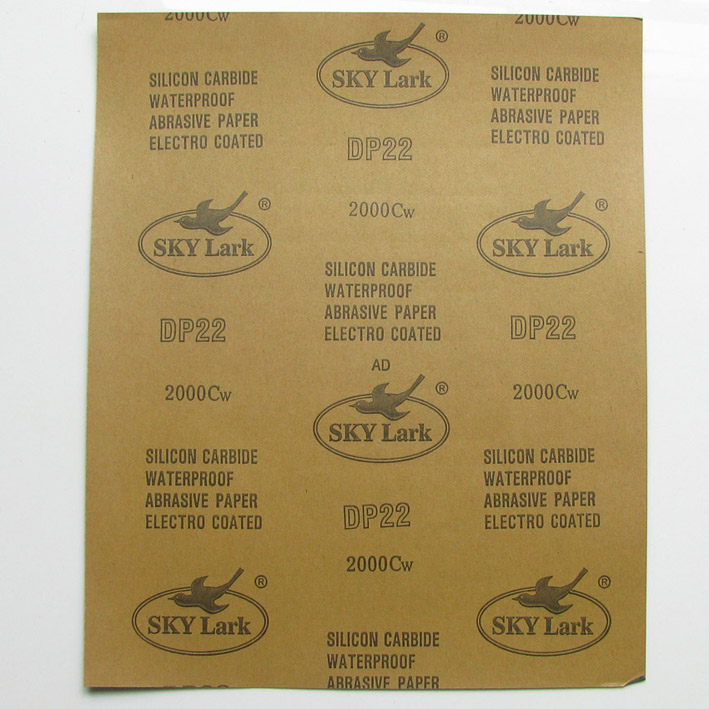 2000Cw
SILICON CARBIDE
WATERPROOF
ABRASIVE PAPER
ELECTRO COATED
SKY Lark ®
DP22
2000Cw
SILICON CARBIDE
WATERPROOF
ABRASIVE PAPER
ELECTRO COATED
SKY Lark ®
SKY Lark ®
DP22
2000Cw
SILICON CARBIDE
WATERPROOF
ABRASIVE PAPER
ELECTRO COATED
AD
SKY Lark ®
DP22
2000Cw
SILICON CARBIDE
WATERPROOF
ABRASIVE PAPER
2000Cw
SILICON CARBIDE
WATERPROOF
ABRASIVE PAPER
ELECTRO COATED
SKY Lark ®
DP22
2000Cw
SILICON CARBIDE
WATERPROOF
ABRASIVE PAPER
ELECTRO COATED
SKY Lark ®